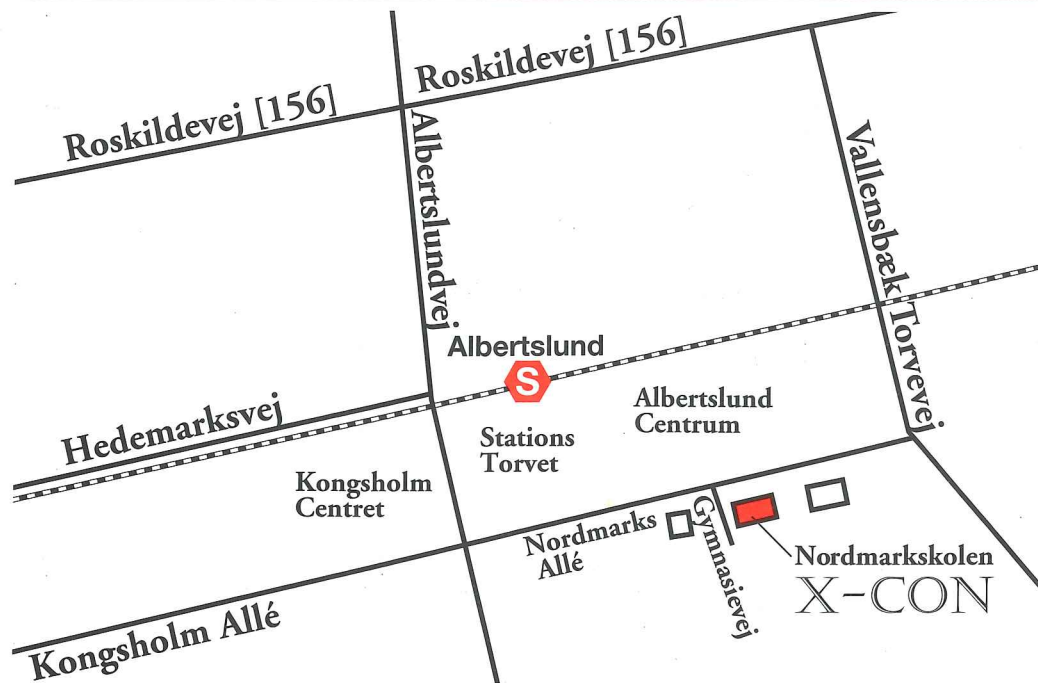 Roskildevej [156]
Roskildevej [156]
Albertslundvej
Vallensbæk Torvevej
Albertslund
S
Hedemarksvej
Albertslund
Centrum
Stations
Torvet
Kongsholm
Centret
Nordmarks
Allé
Gymnasievej
Nordmarkskolen
X-CON
Kongsholm Allé